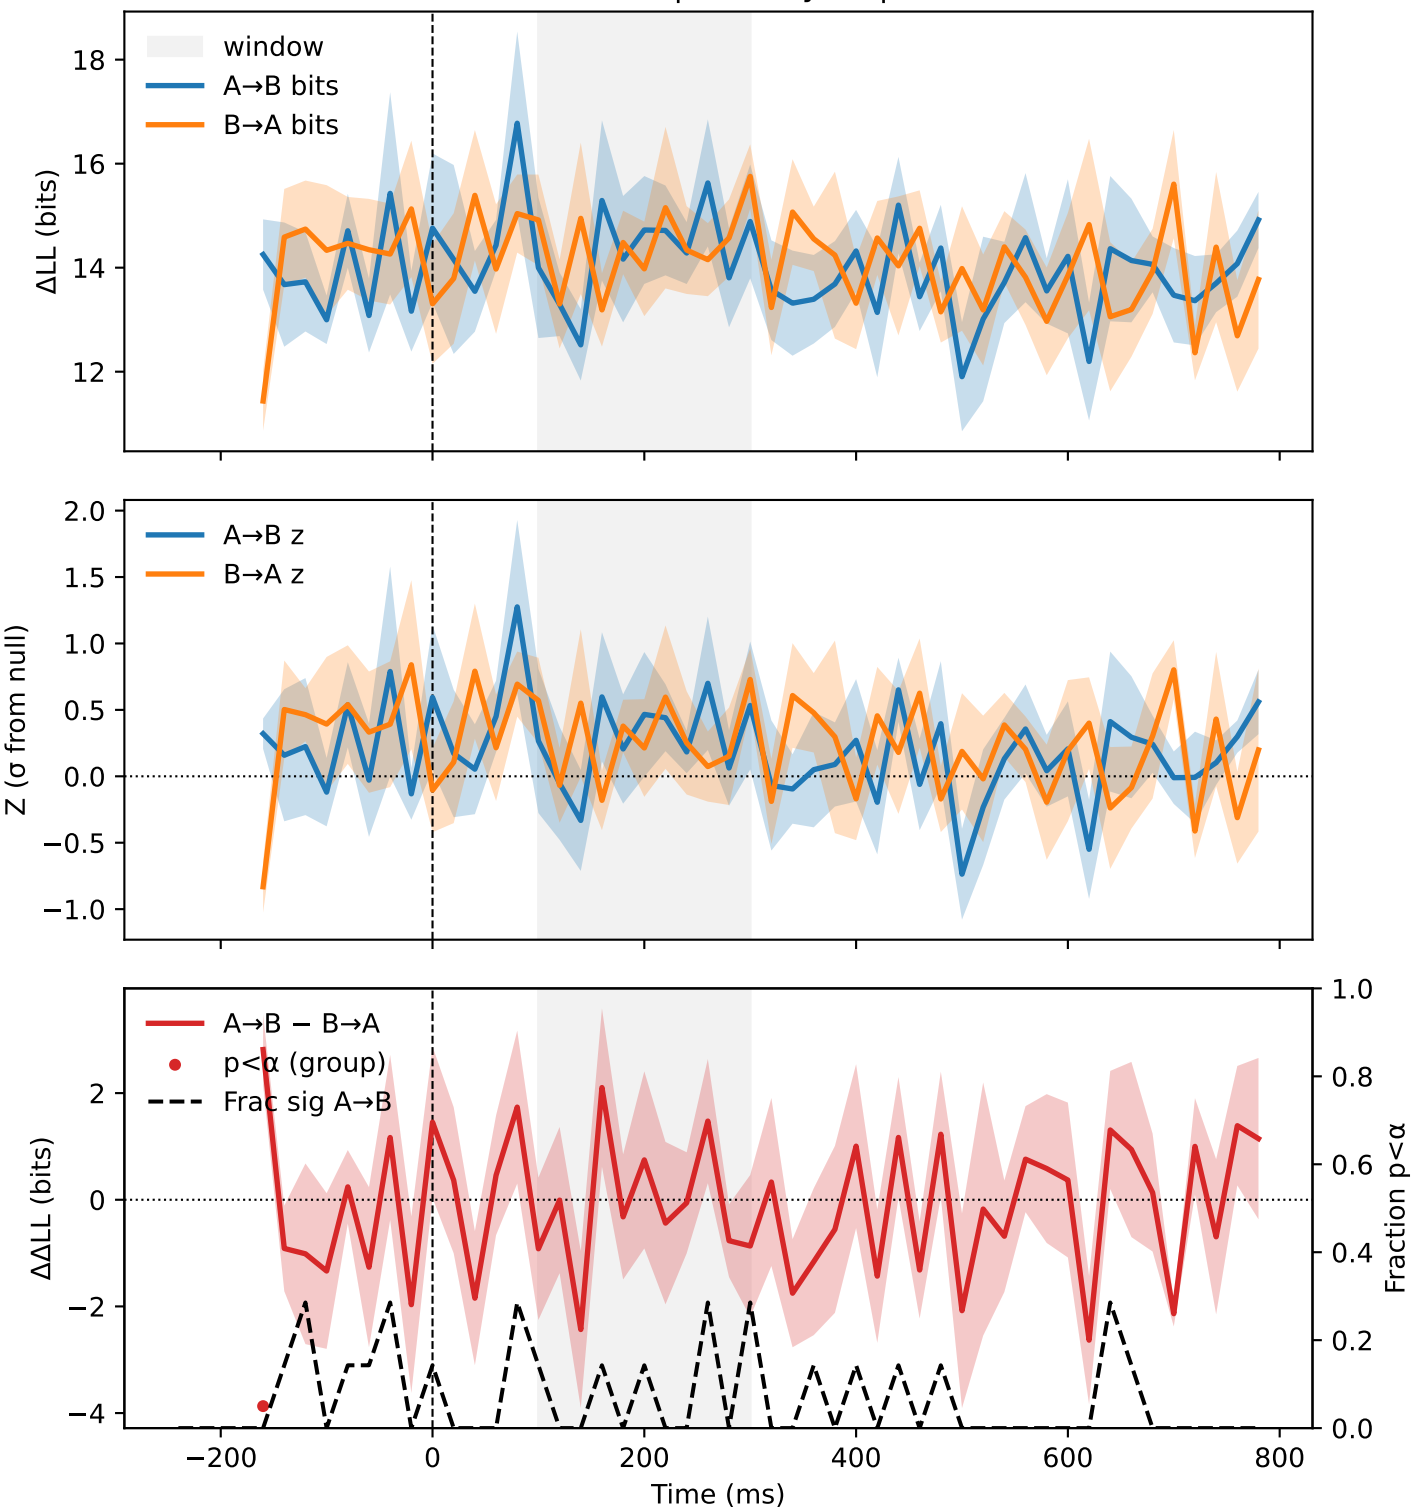 window
A→B bits
B→A bits
18
16
14
12
ΔLL (bits)
A→B z
B→A z
2.0
1.5
1.0
0.5
0.0
−0.5
−1.0
Z (σ from null)
A→B − B→A
p<α (group)
Frac sig A→B
2
0
−2
−4
ΔΔLL (bits)
1.0
0.8
0.6
0.4
0.2
0.0
Fraction p<α
−200
0
200
400
600
800
Time (ms)